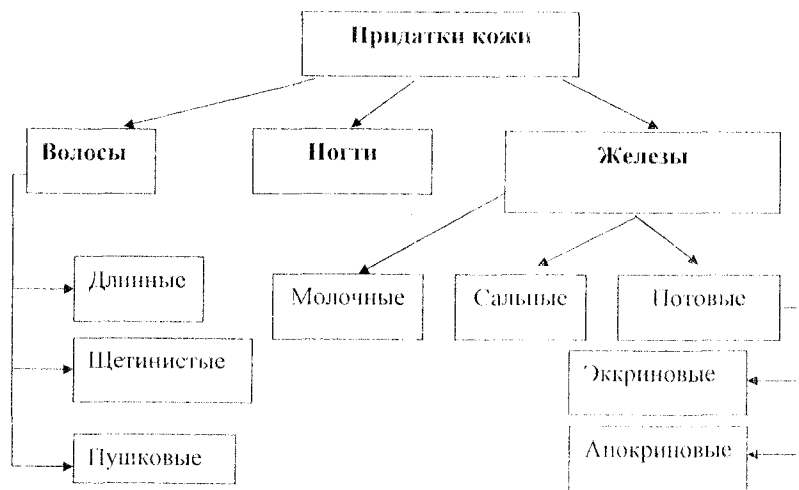 Придатки кожи
Волосы
Ногти
Железы
Длинные
Молочные
Сальные
Потовые
Щетинистые
Эккриновые
Пушковые
Апокриновые